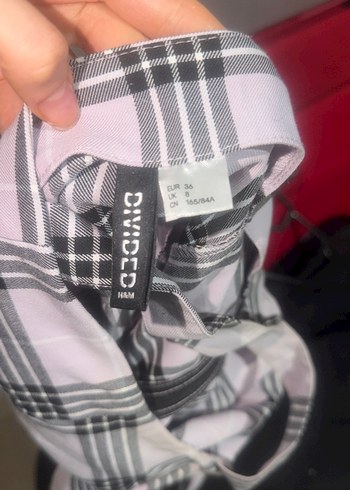 EUR 36
UK 8
CN 165/84A
DIVIDED
H&M